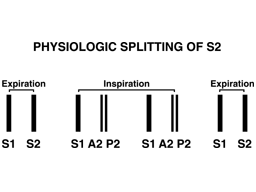 PHYSIOLOGIC SPLITTING OF S2
Expiration Inspiration Expiration
S1 S2 S1 A2 P2 S1 A2 P2 S1 S2